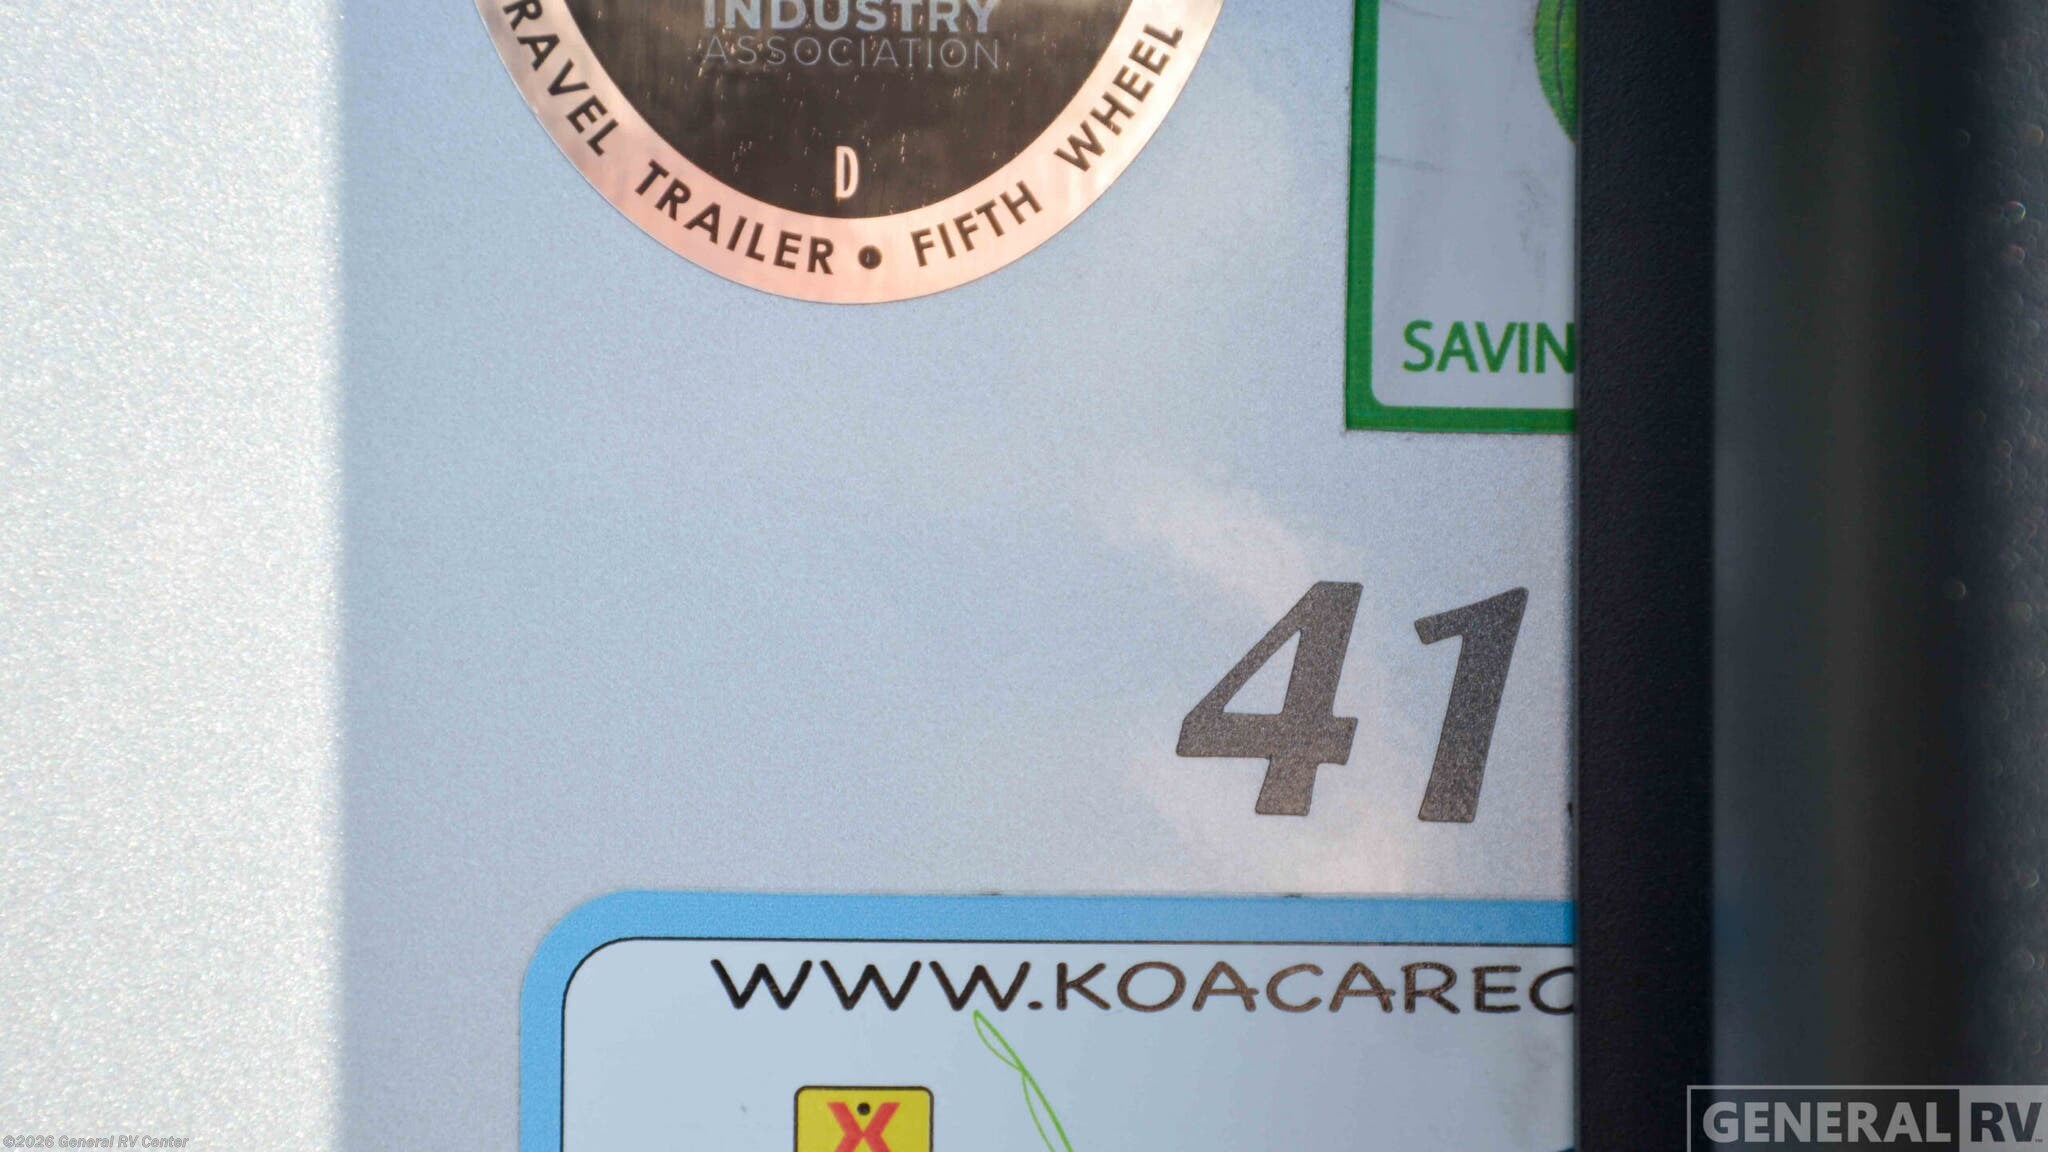 INDUSTRY
ASSOCIATION
D
RAVEL TRAILER • FIFTH WHEEL
SAVIN
41
WWW.KOACAREC
©2026 General RV Center
GENERAL RV